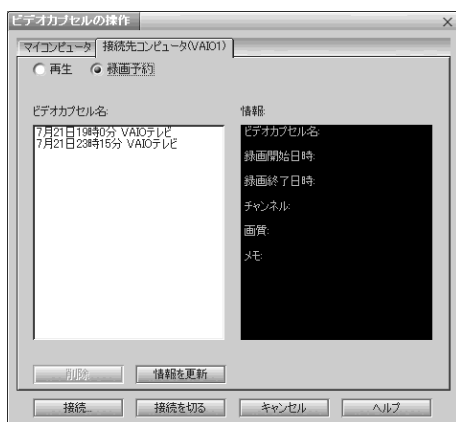 ビデオカプセルの操作
マイコンピュータ 接続先コンピュータ(VAIO1)
再生 録画予約
ビデオカプセル名: 情報:
7月21日19時0分 VAIOテレビ
7月21日23時15分 VAIOテレビ
ビデオカプセル名:
録画開始日時:
録画終了日時:
チャンネル:
画質:
メモ:
削除 情報を更新
接続... 接続を切る キャンセル ヘルプ